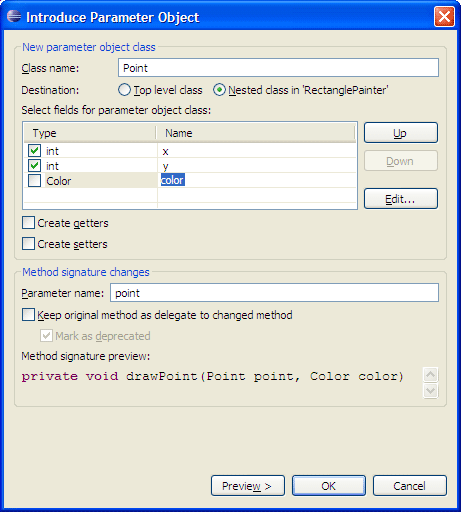 Introduce Parameter Object
New parameter object class
Class name: Point
Destination: Top level class Nested class in 'RectanglePainter'
Select fields for parameter object class:
Type Name Up
int x
int y Down
Color color
Edit...
Create getters
Create setters
Method signature changes
Parameter name: point
Keep original method as delegate to changed method
Mark as deprecated
Method signature preview:
private void drawPoint(Point point, Color color)
Preview > OK Cancel